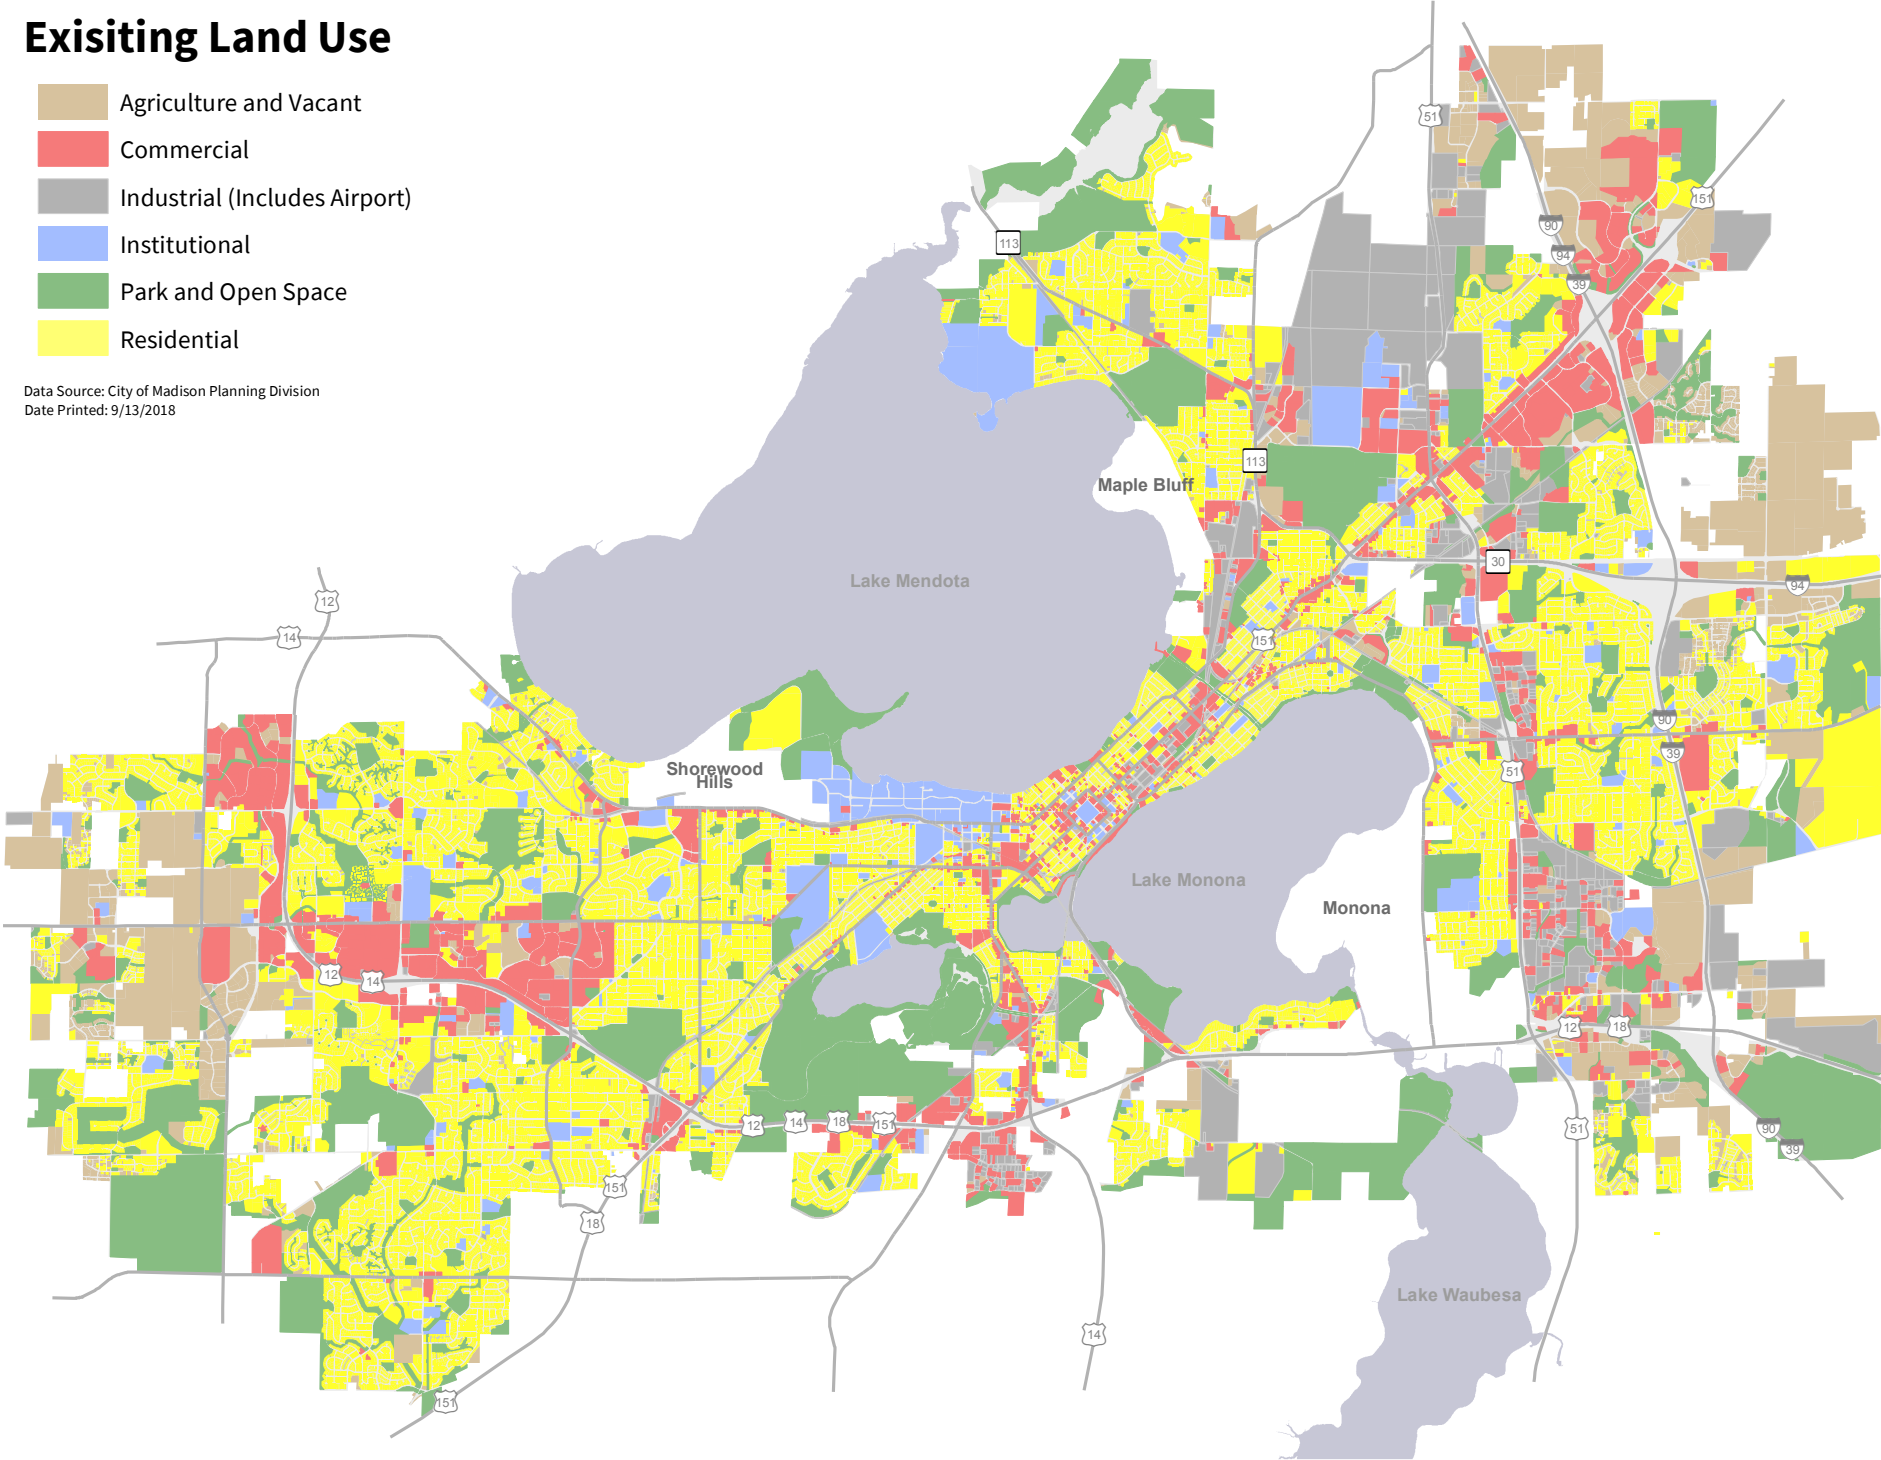 Exisiting Land Use
Agriculture and Vacant
Commercial
Industrial (Includes Airport)
Institutional
Park and Open Space
Residential
Data Source: City of Madison Planning Division
Date Printed: 9/13/2018
51
151
90
94
39
113
113
Maple Bluff
30
Lake Mendota
94
12
14
151
90
39
51
Shorewood
Hills
Lake Monona
Monona
12
14
12
18
12
14
18
151
51
90
39
151
18
Lake Waubesa
14
151